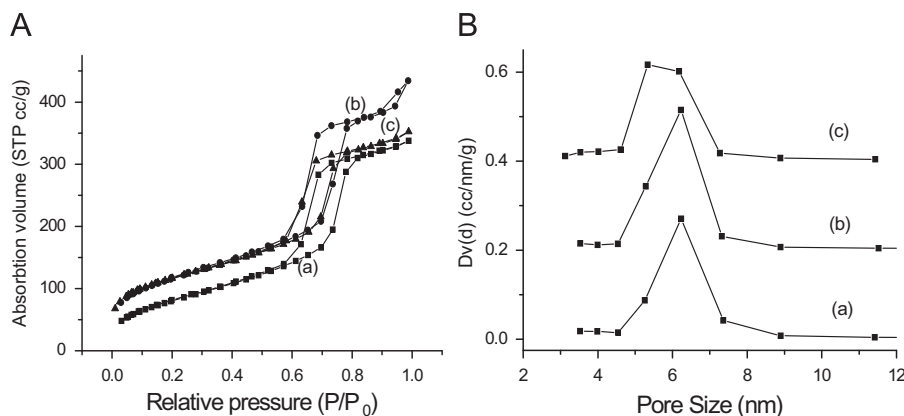 A
Absorbtion volume (STP cc/g)
400
300
200
100
0
(b)
(c)
(a)
0.0 0.2 0.4 0.6 0.8 1.0
Relative pressure (P/P0)
B
Dv(d) (cc/nm/g)
0.6
0.4
0.2
0.0
(c)
(b)
(a)
2 4 6 8 10 12
Pore Size (nm)